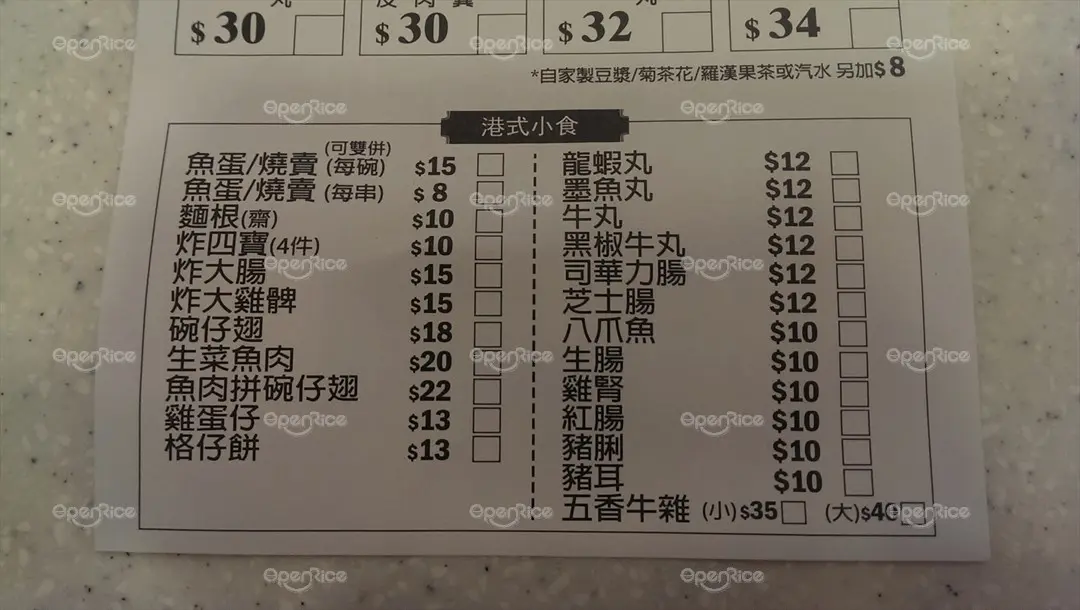 $30 $30 $32 $34
*自家製豆漿/菊茶花/羅漢果茶或汽水 另加$8
港式小食
魚蛋/燒賣 (可雙併) (每碗) $15
魚蛋/燒賣 (每串) $8
麵根(齋) $10
炸四寶(4件) $10
炸大腸 $15
炸大雞髀 $15
碗仔翅 $18
生菜魚肉 $20
魚肉拼碗仔翅 $22
雞蛋仔 $13
格仔餅 $13
龍蝦丸 $12
墨魚丸 $12
牛丸 $12
黑椒牛丸 $12
司華力腸 $12
芝士腸 $12
八爪魚 $10
生腸 $10
雞腎 $10
紅腸 $10
豬脷 $10
豬耳 $10
五香牛雜 (小)$35 (大)$40
OpenRice